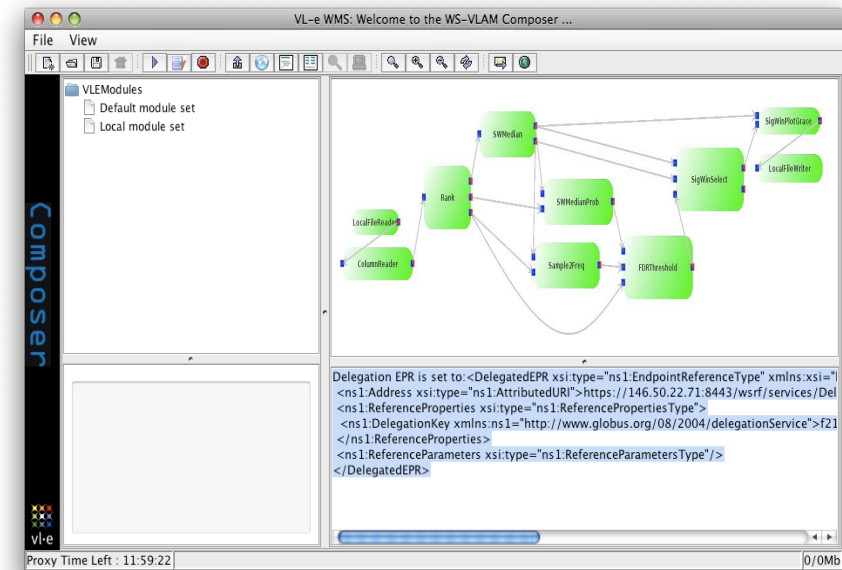 VL-e WMS: Welcome to the WS-VLAM Composer ...
File View
VLEModules
Default module set
Local module set
SWMedian
SigWinPlotGrace
LocalFileWriter
SigWinSelect
Rank
SWMedianProb
LocalFileReader
ColumnReader
Sample2Freq
FDRThreshold
Composer
vl·e
Delegation EPR is set to:<DelegatedEPR xsi:type="ns1:EndpointReferenceType" xmlns:xsi="
<ns1:Address xsi:type="ns1:AttributedURI">https://146.50.22.71:8443/wsrf/services/Del
<ns1:ReferenceProperties xsi:type="ns1:ReferencePropertiesType">
<ns1:DelegationKey xmlns:ns1="http://www.globus.org/08/2004/delegationService">f21
</ns1:ReferenceProperties>
<ns1:ReferenceParameters xsi:type="ns1:ReferenceParametersType"/>
</DelegatedEPR>
Proxy Time Left : 11:59:22
0/0Mb